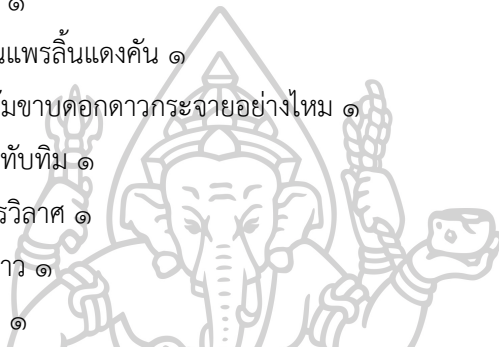 ๑
นแพรลิ้นแดงคัน ๑
มขาบดอกดาวกระจายอย่างไหม ๑
ทับทิม ๑
รวิลาศ ๑
าว ๑
๑